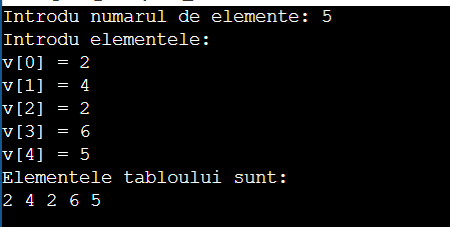 Introdu numarul de elemente: 5
Introdu elementele:
v[0] = 2
v[1] = 4
v[2] = 2
v[3] = 6
v[4] = 5
Elementele tabloului sunt:
2 4 2 6 5